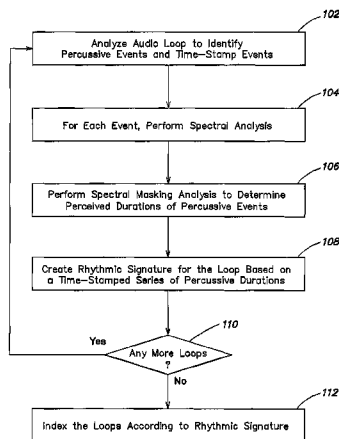 102
Analyze Audio Loop to Identify
Percussive Events and Time-Stamp Events
104
For Each Event, Perform Spectral Analysis
106
Perform Spectral Masking Analysis to Determine
Perceived Durations of Percussive Events
108
Create Rhythmic Signature for the Loop Based on
a Time-Stamped Series of Percussive Durations
110
Yes
Any More Loops
?
No
112
Index the Loops According to Rhythmic Signature